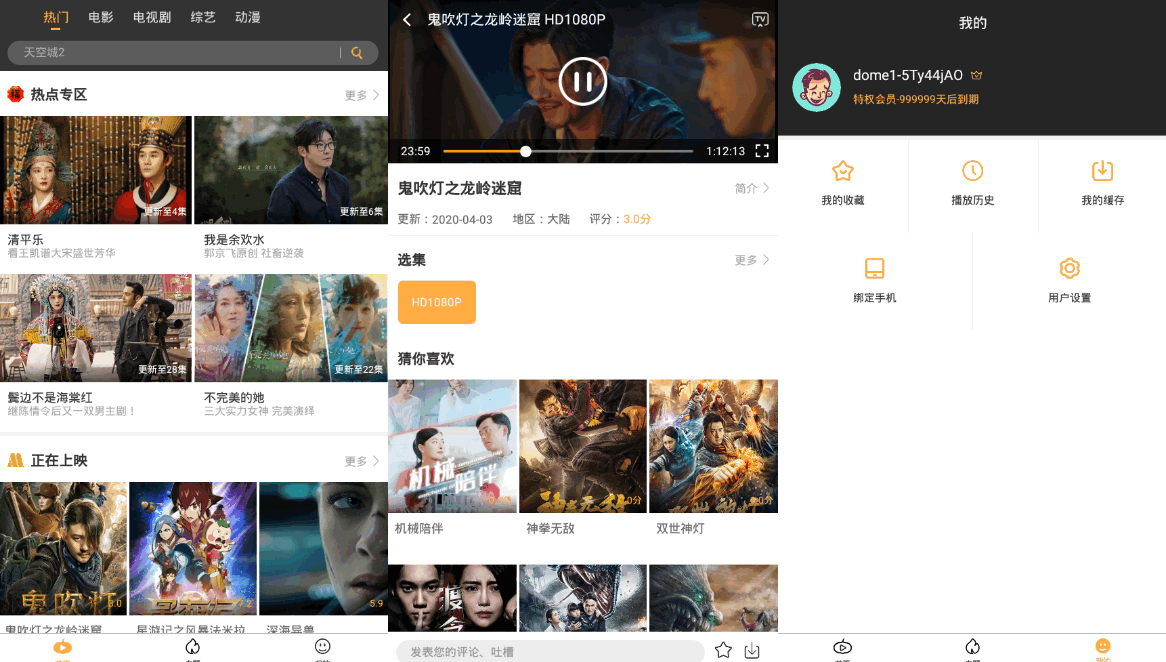 热门 电影 电视剧 综艺 动漫
天空城2
热点专区 更多
更新至4集
更新至6集
清平乐
看王凯谱大宋盛世芳华
我是余欢水
郭京飞原创 社畜逆袭
更新至28集
更新至22集
鬓边不是海棠红
继陈情令后又一双男主剧！
不完美的她
三大实力女神 完美演绎
正在上映 更多
鬼吹灯
7.2
5.9
鬼吹灯之龙岭迷窟
星游记之风暴法米拉
深海异兽
鬼吹灯之龙岭迷窟 HD1080P
TV
23:59
1:12:13
鬼吹灯之龙岭迷窟 简介
更新：2020-04-03 地区：大陆 评分：3.0分
选集 更多
HD1080P
猜你喜欢
机械
陪伴
机械陪伴
神拳无敌
双世神灯
发表您的评论、吐槽
我的
dome1-5Ty44jAO
特权会员-999999天后到期
我的收藏
播放历史
我的缓存
绑定手机
用户设置